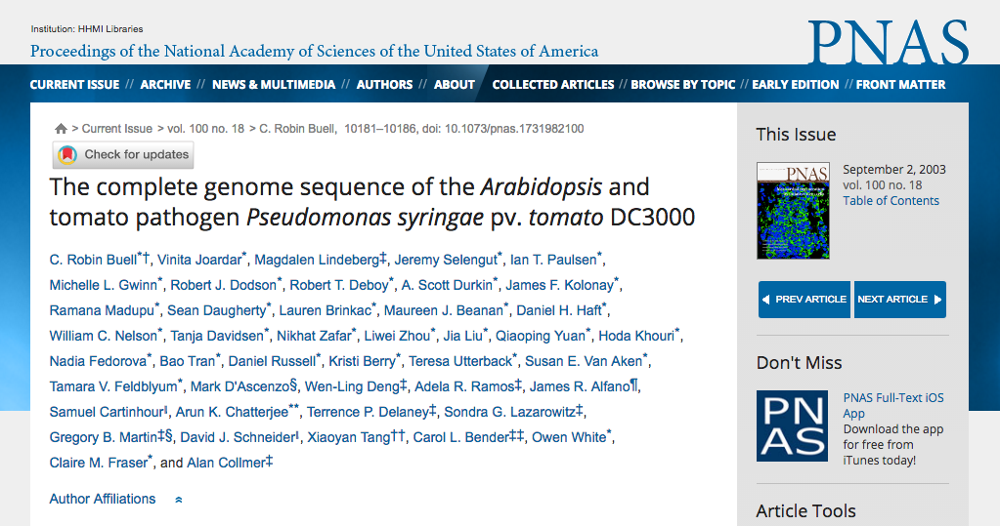 Institution: HHMI Libraries
Proceedings of the National Academy of Sciences of the United States of America
PNAS
CURRENT ISSUE // ARCHIVE // NEWS & MULTIMEDIA // AUTHORS // ABOUT COLLECTED ARTICLES // BROWSE BY TOPIC // EARLY EDITION // FRONT MATTER
> Current Issue > vol. 100 no. 18 > C. Robin Buell, 10181–10186, doi: 10.1073/pnas.1731982100
Check for updates
The complete genome sequence of the Arabidopsis and
tomato pathogen Pseudomonas syringae pv. tomato DC3000
C. Robin Buell*†, Vinita Joardar*, Magdalen Lindeberg‡, Jeremy Selengut*, Ian T. Paulsen*,
Michelle L. Gwinn*, Robert J. Dodson*, Robert T. Deboy*, A. Scott Durkin*, James F. Kolonay*,
Ramana Madupu*, Sean Daugherty*, Lauren Brinkac*, Maureen J. Beanan*, Daniel H. Haft*,
William C. Nelson*, Tanja Davidsen*, Nikhat Zafar*, Liwei Zhou*, Jia Liu*, Qiaoping Yuan*, Hoda Khouri*,
Nadia Fedorova*, Bao Tran*, Daniel Russell*, Kristi Berry*, Teresa Utterback*, Susan E. Van Aken*,
Tamara V. Feldblyum*, Mark D'Ascenzo§, Wen-Ling Deng‡, Adela R. Ramos‡, James R. Alfano¶,
Samuel Cartinhour‖, Arun K. Chatterjee**, Terrence P. Delaney‡, Sondra G. Lazarowitz‡,
Gregory B. Martin‡§, David J. Schneider‖, Xiaoyan Tang††, Carol L. Bender‡‡, Owen White*,
Claire M. Fraser*, and Alan Collmer‡
Author Affiliations
This Issue
PNAS
September 2, 2003
vol. 100 no. 18
Table of Contents
PREV ARTICLE NEXT ARTICLE
Don't Miss
PN
AS
PNAS Full-Text iOS
App
Download the app
for free from
iTunes today!
Article Tools